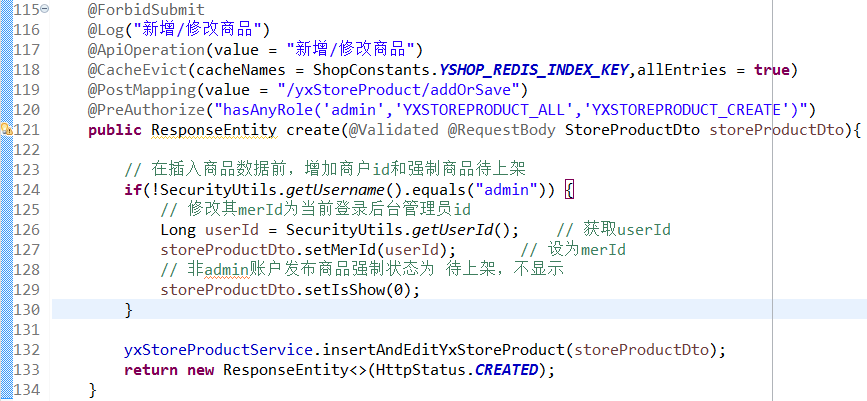 115 @ForbidSubmit
116 @Log("新增/修改商品")
117 @ApiOperation(value = "新增/修改商品")
118 @CacheEvict(cacheNames = ShopConstants.YSHOP_REDIS_INDEX_KEY,allEntries = true)
119 @PostMapping(value = "/yxStoreProduct/addOrSave")
120 @PreAuthorize("hasAnyRole('admin','YXSTOREPRODUCT_ALL','YXSTOREPRODUCT_CREATE')")
121 public ResponseEntity create(@Validated @RequestBody StoreProductDto storeProductDto){
122
123 // 在插入商品数据前，增加商户id和强制商品待上架
124 if(!SecurityUtils.getUsername().equals("admin")) {
125 // 修改其merId为当前登录后台管理员id
126 Long userId = SecurityUtils.getUserId(); // 获取userId
127 storeProductDto.setMerId(userId); // 设为merId
128 // 非admin账户发布商品强制状态为 待上架，不显示
129 storeProductDto.setIsShow(0);
130 }
131
132 yxStoreProductService.insertAndEditYxStoreProduct(storeProductDto);
133 return new ResponseEntity<>(HttpStatus.CREATED);
134 }